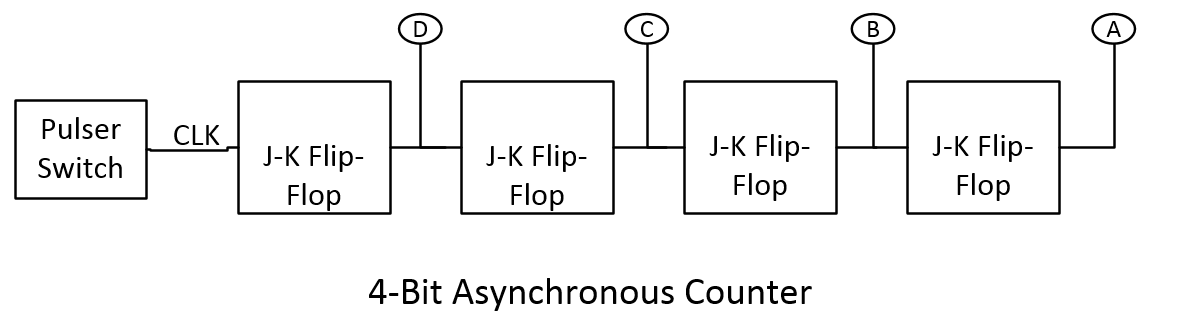 D
C
B
A
Pulser
Switch
CLK
J-K Flip-
Flop
J-K Flip-
Flop
J-K Flip-
Flop
J-K Flip-
Flop
4-Bit Asynchronous Counter